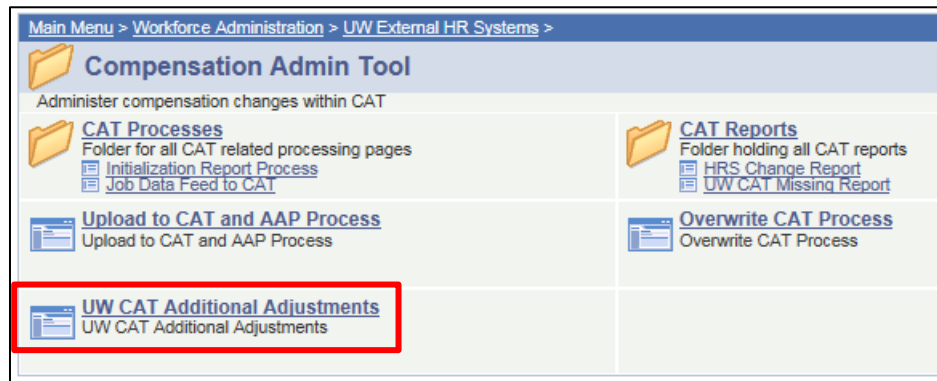 Main Menu > Workforce Administration > UW External HR Systems >
Compensation Admin Tool
Administer compensation changes within CAT
CAT Processes
Folder for all CAT related processing pages
Initialization Report Process
Job Data Feed to CAT
CAT Reports
Folder holding all CAT reports
HRS Change Report
UW CAT Missing Report
Upload to CAT and AAP Process
Upload to CAT and AAP Process
Overwrite CAT Process
Overwrite CAT Process
UW CAT Additional Adjustments
UW CAT Additional Adjustments